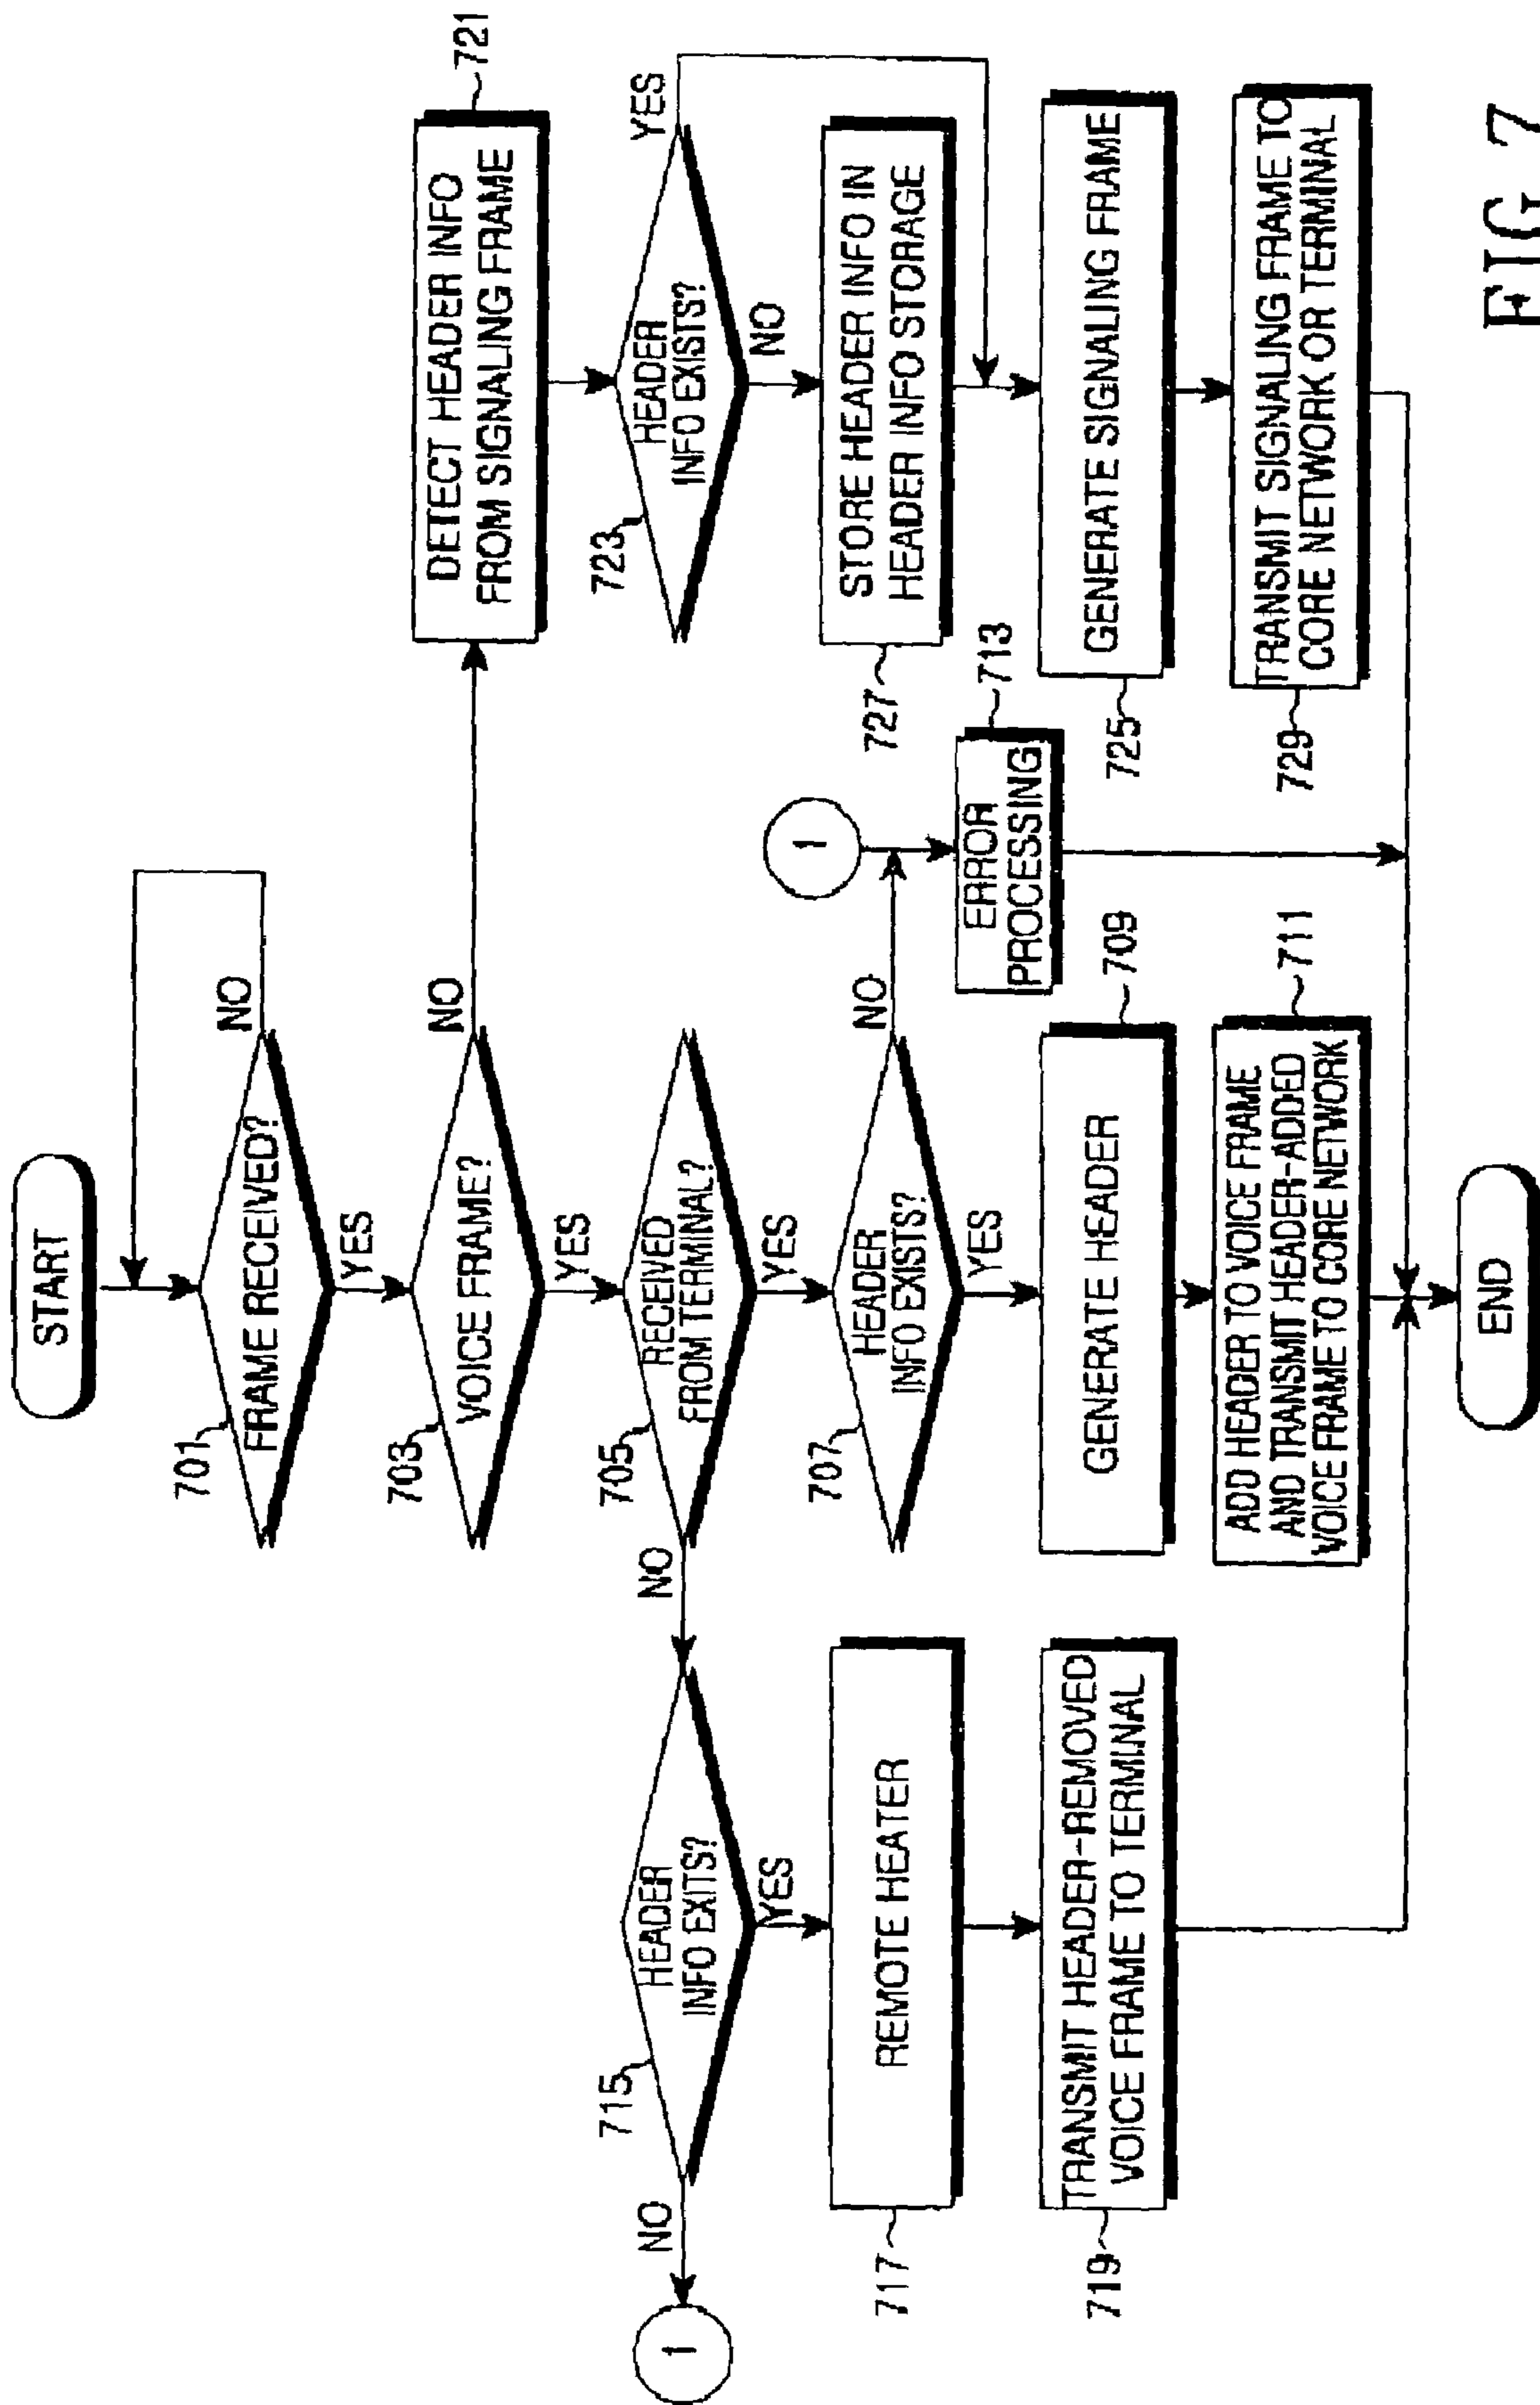 START
701
FRAME RECEIVED?
NO
YES
703
VOICE FRAME?
NO
YES
705
RECEIVED
FROM TERMINAL?
NO
YES
715
HEADER
INFO EXITS?
NO
1
YES
717
REMOTE HEATER
719
TRANSMIT HEADER-REMOVED
VOICE FRAME TO TERMINAL
707
HEADER
INFO EXISTS?
NO
YES
1
ERROR
PROCESSING
713
GENERATE HEADER
709
ADD HEADER TO VOICE FRAME
AND TRANSMIT HEADER-ADDED
VOICE FRAME TO CORE NETWORK
711
DETECT HEADER INFO
FROM SIGNALING FRAME
721
723
HEADER
INFO EXISTS?
YES
NO
STORE HEADER INFO IN
HEADER INFO STORAGE
727
GENERATE SIGNALING FRAME
725
TRANSMIT SIGNALING FRAME TO
CORE NETWORK OR TERMINAL
729
END
FIG 7